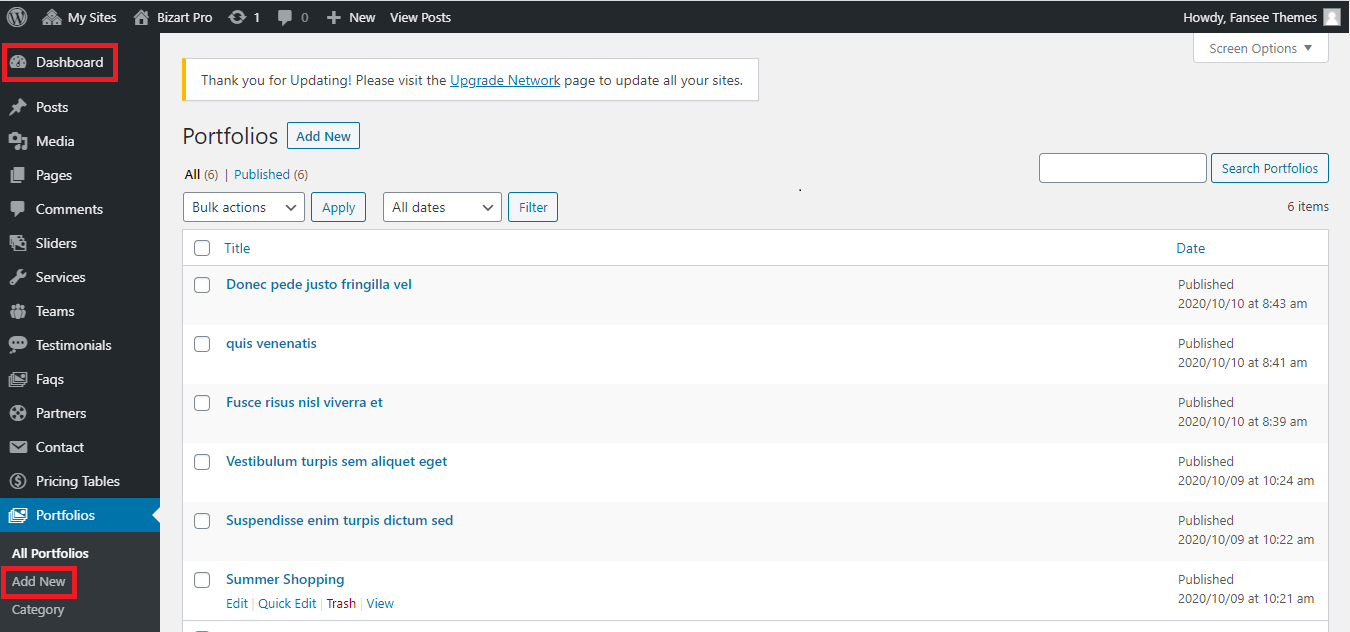 My Sites Bizart Pro 1 0 New View Posts Howdy, Fansee Themes
Dashboard
Posts
Media
Pages
Comments
Sliders
Services
Teams
Testimonials
Faqs
Partners
Contact
Pricing Tables
Portfolios
All Portfolios
Add New
Category
Screen Options ▼
Thank you for Updating! Please visit the Upgrade Network page to update all your sites.
Portfolios Add New
All (6) | Published (6)
Search Portfolios
Bulk actions Apply All dates Filter
6 items
Title Date
Donec pede justo fringilla vel Published
2020/10/10 at 8:43 am
quis venenatis Published
2020/10/10 at 8:41 am
Fusce risus nisl viverra et Published
2020/10/10 at 8:39 am
Vestibulum turpis sem aliquet eget Published
2020/10/09 at 10:24 am
Suspendisse enim turpis dictum sed Published
2020/10/09 at 10:22 am
Summer Shopping Published
Edit | Quick Edit | Trash | View 2020/10/09 at 10:21 am